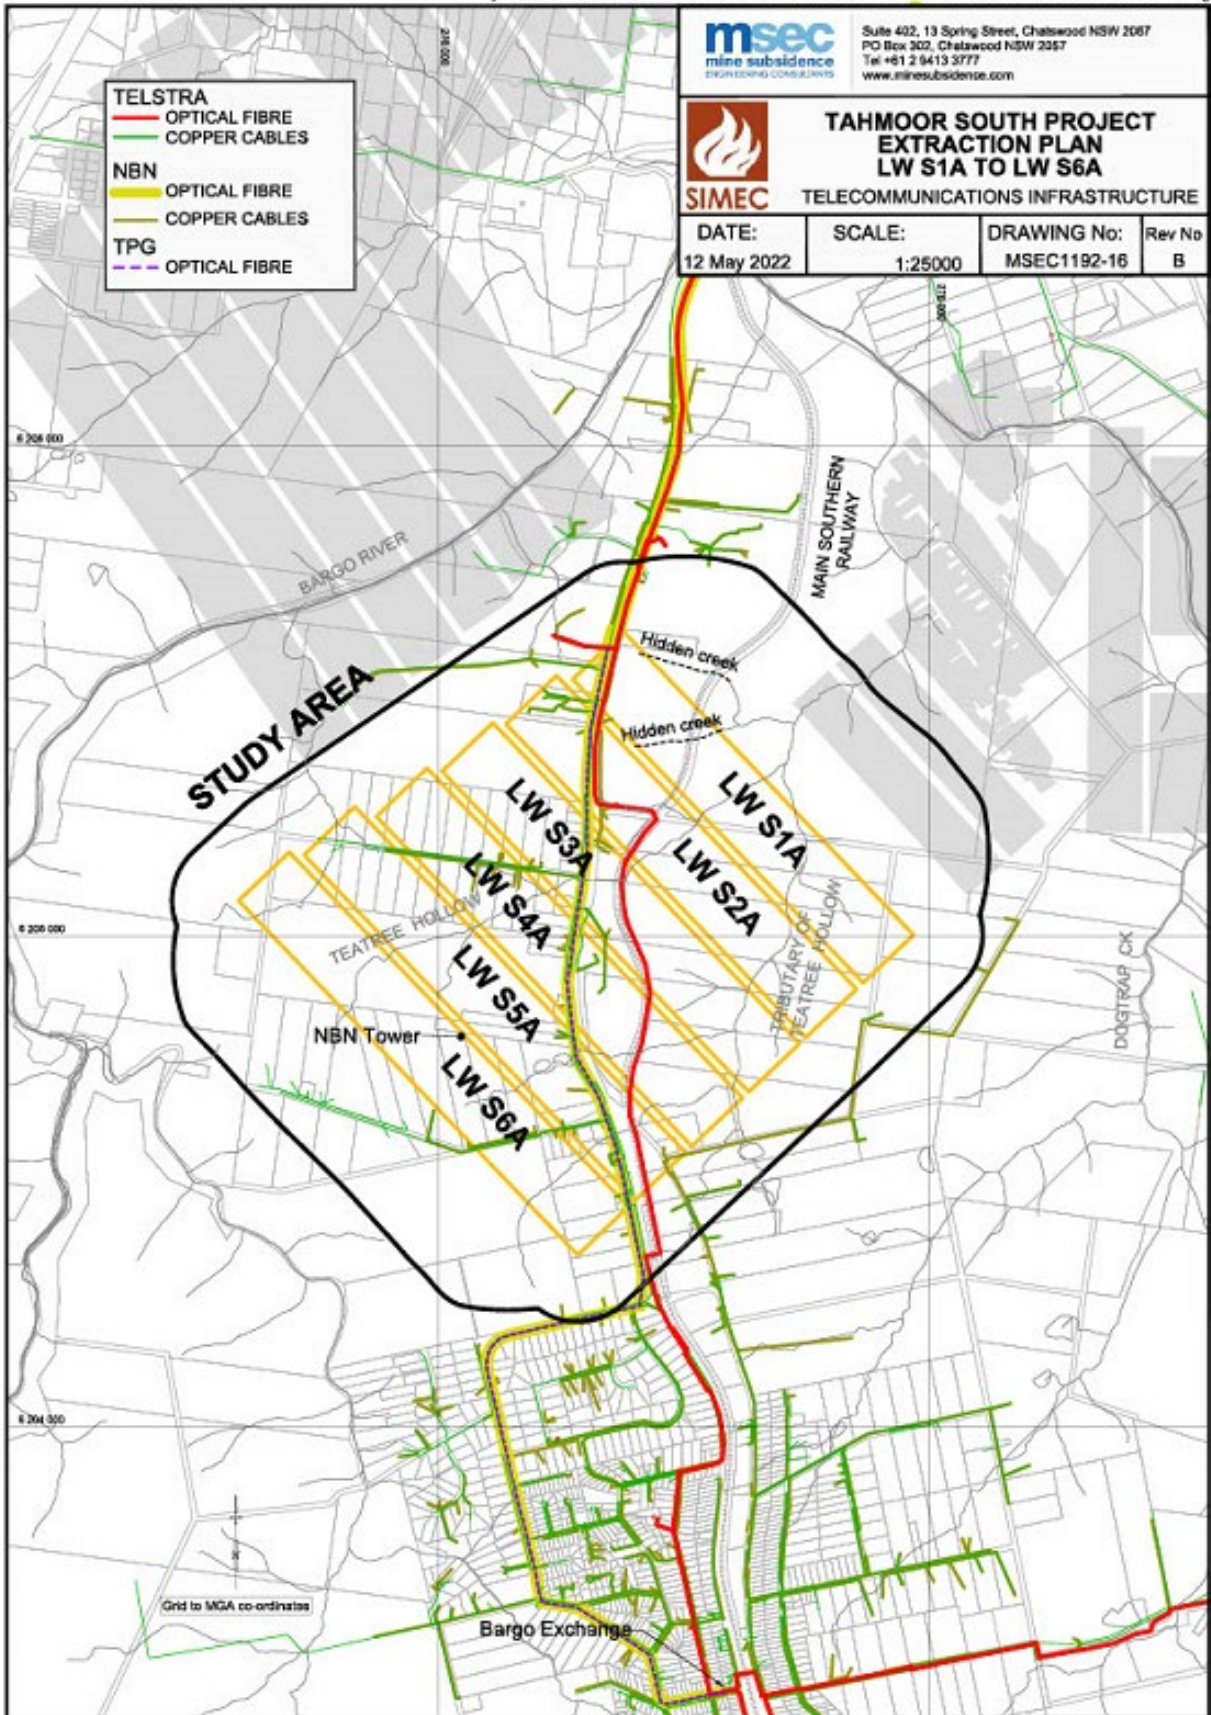 msec
mine subsidence
ENGINEERING CONSULTANTS
Suite 402, 13 Spring Street, Chatswood NSW 2067
PO Box 302, Chatswood NSW 2057
Tel +61 2 9413 3777
www.minesubsidence.com
SIMEC
TAHMOOR SOUTH PROJECT
EXTRACTION PLAN
LW S1A TO LW S6A
TELECOMMUNICATIONS INFRASTRUCTURE
DATE:
12 May 2022
SCALE:
1:25000
DRAWING No:
MSEC1192-16
Rev No
B
TELSTRA
OPTICAL FIBRE
COPPER CABLES
NBN
OPTICAL FIBRE
COPPER CABLES
TPG
OPTICAL FIBRE
BARGO RIVER
MAIN SOUTHERN
RAILWAY
STUDY AREA
Hidden creek
Hidden creek
LW S1A
LW S2A
LW S3A
LW S4A
LW S5A
LW S6A
TEATREE HOLLOW
TRIBUTARY OF
TEATREE HOLLOW
DOGTRAP CK
NBN Tower
6 204 000
Grid to MGA co-ordinates
Bargo Exchange